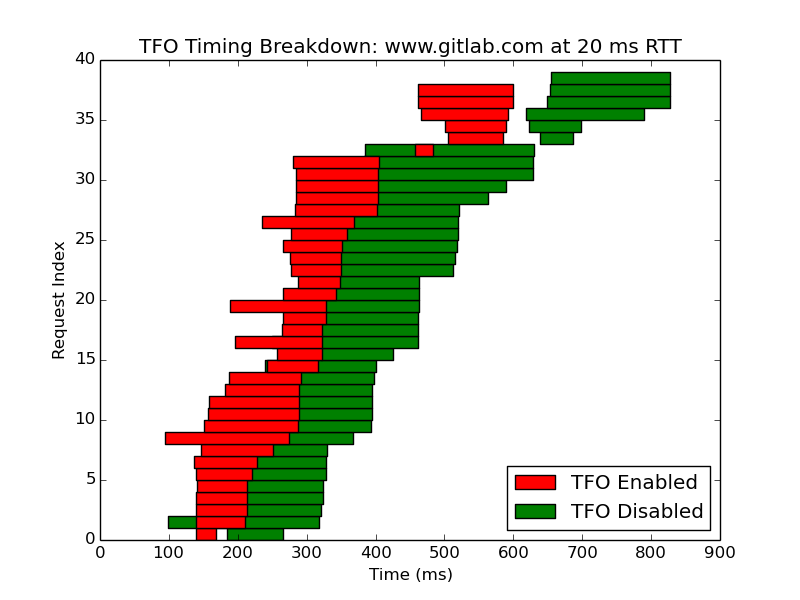 TFO Timing Breakdown: www.gitlab.com at 20 ms RTT
40
35
30
25
20
15
10
5
0
Request Index
TFO Enabled
TFO Disabled
0 100 200 300 400 500 600 700 800 900
Time (ms)